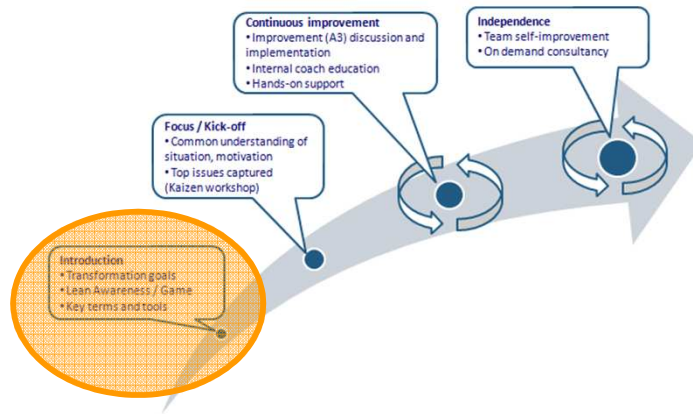 Continuous improvement
• Improvement (A3) discussion and
implementation
• Internal coach education
• Hands-on support
Independence
• Team self-improvement
• On demand consultancy
Focus / Kick-off
• Common understanding of
situation, motivation
• Top issues captured
(Kaizen workshop)
Introduction
• Transformation goals
• Lean Awareness / Game
• Key terms and tools